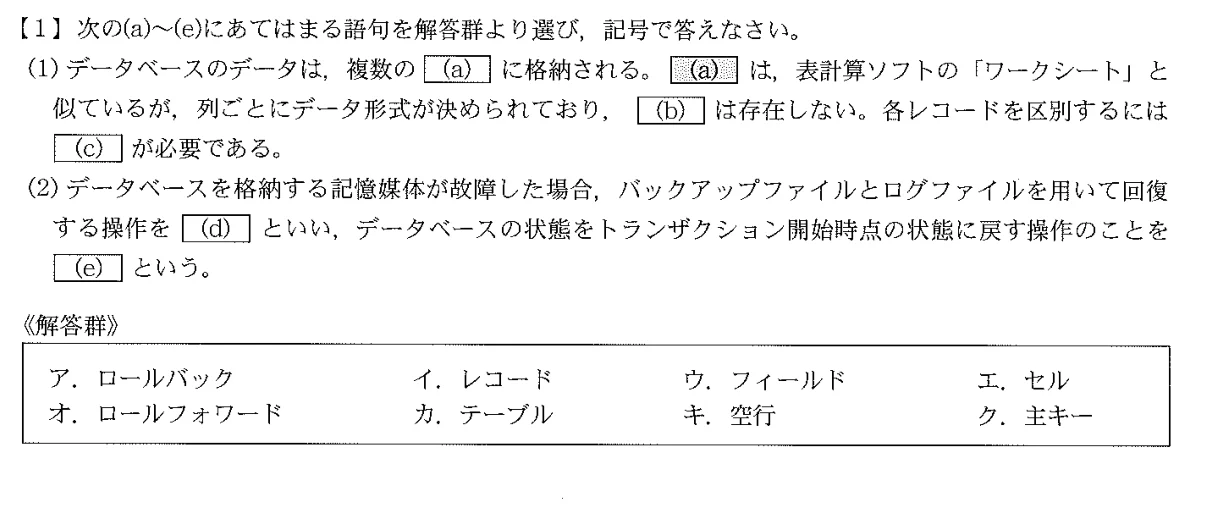 【1】次の(a)～(e)にあてはまる語句を解答群より選び，記号で答えなさい。
(1) データベースのデータは，複数の (a) に格納される。 (a) は，表計算ソフトの「ワークシート」と
似ているが，列ごとにデータ形式が決められており， (b) は存在しない。各レコードを区別するには
(c) が必要である。
(2) データベースを格納する記憶媒体が故障した場合，バックアップファイルとログファイルを用いて回復
する操作を (d) といい，データベースの状態をトランザクション開始時点の状態に戻す操作のことを
(e) という。
《解答群》
ア．ロールバック イ．レコード ウ．フィールド エ．セル
オ．ロールフォワード カ．テーブル キ．空行 ク．主キー